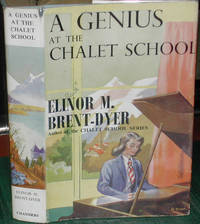 A GENIUS
AT THE
CHALET
SCHOOL
ELINOR M.
BRENT-DYER
CHAMBERS
A GENIUS
AT THE
CHALET SCHOOL
ELINOR M.
BRENT-DYER
Author of the CHALET SCHOOL SERIES